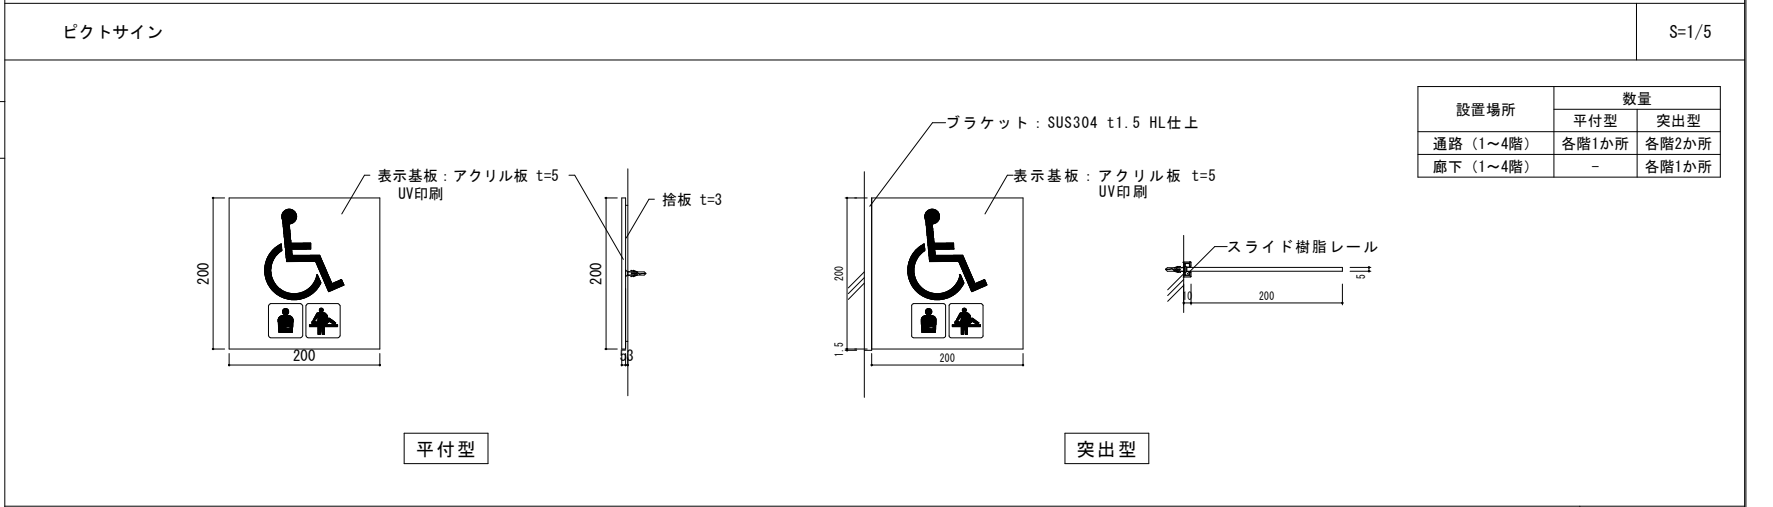 ピクトサイン
S=1/5
設置場所 数量
平付型 突出型
通路（1～4階） 各階1か所 各階2か所
廊下（1～4階） - 各階1か所
表示基板：アクリル板 t=5
UV印刷
捨板 t=3
200
200
200
53
平付型
ブラケット：SUS304 t1.5 HL仕上
表示基板：アクリル板 t=5
UV印刷
200
1.5
200
スライド樹脂レール
10
200
5
突出型